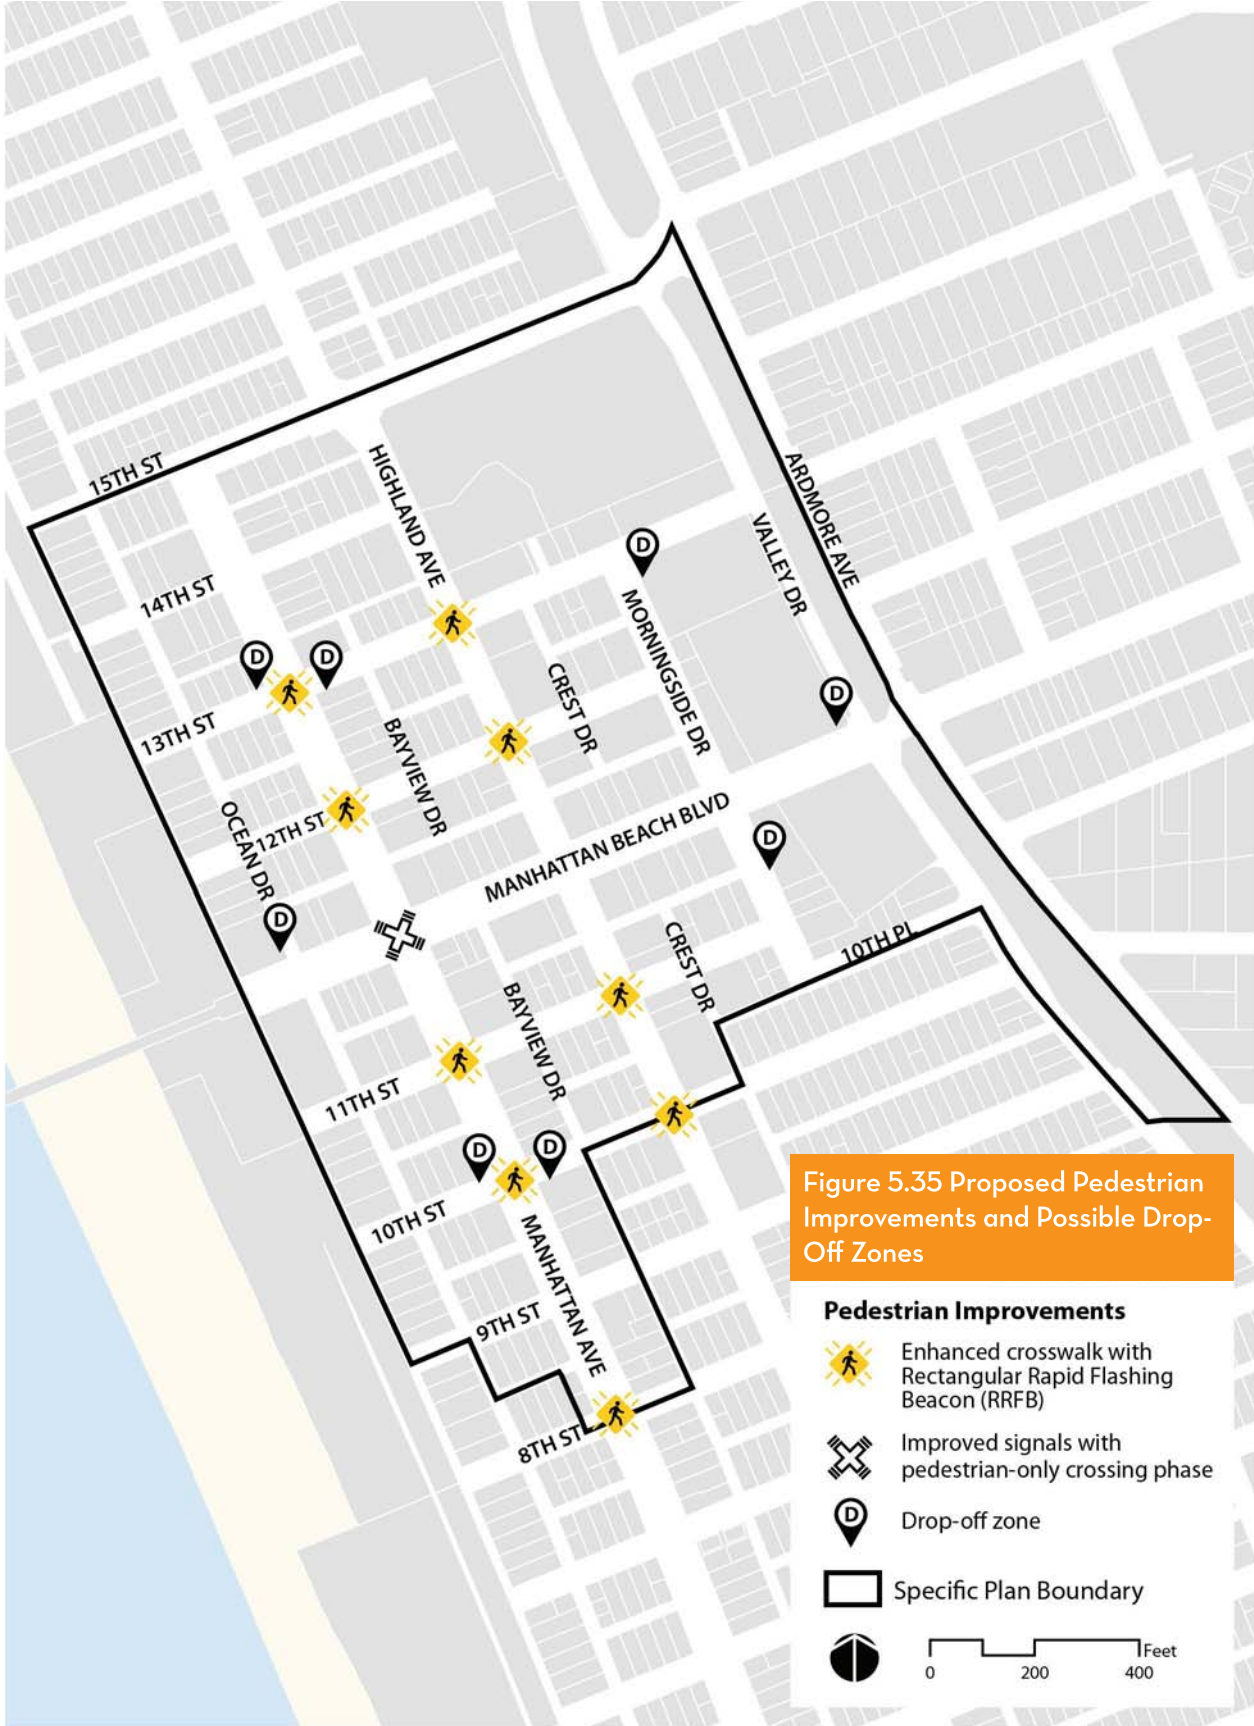 15TH ST
HIGHLAND AVE
ARDMORE AVE
VALLEY DR
D
14TH ST
MORNINGSIDE DR
D
D
CREST DR
D
13TH ST
BAYVIEW DR
OCEAN DR
12TH ST
MANHATTAN BEACH BLVD
D
D
CREST DR
10TH PL
BAYVIEW DR
11TH ST
D
D
10TH ST
MANHATTAN AVE
9TH ST
8TH ST
Figure 5.35 Proposed Pedestrian
Improvements and Possible Drop-
Off Zones
Pedestrian Improvements
Enhanced crosswalk with
Rectangular Rapid Flashing
Beacon (RRFB)
Improved signals with
pedestrian-only crossing phase
D
Drop-off zone
Specific Plan Boundary
Feet
0 200 400